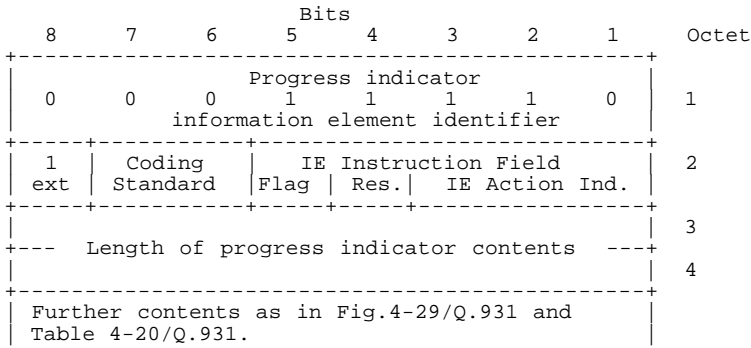 Bits
8 7 6 5 4 3 2 1 Octet
+-----------------------------------------------+
| Progress indicator |
| 0 0 0 1 1 1 1 0 | 1
| information element identifier |
+-----+-----------+-----------------------------+
| 1 | Coding | IE Instruction Field | 2
| ext | Standard |Flag | Res.| IE Action Ind. |
+-----+-----------+-----+-----+-----------------+
| | 3
+--- Length of progress indicator contents ---+
| | 4
+-----------------------------------------------+
| Further contents as in Fig.4-29/Q.931 and |
| Table 4-20/Q.931. |